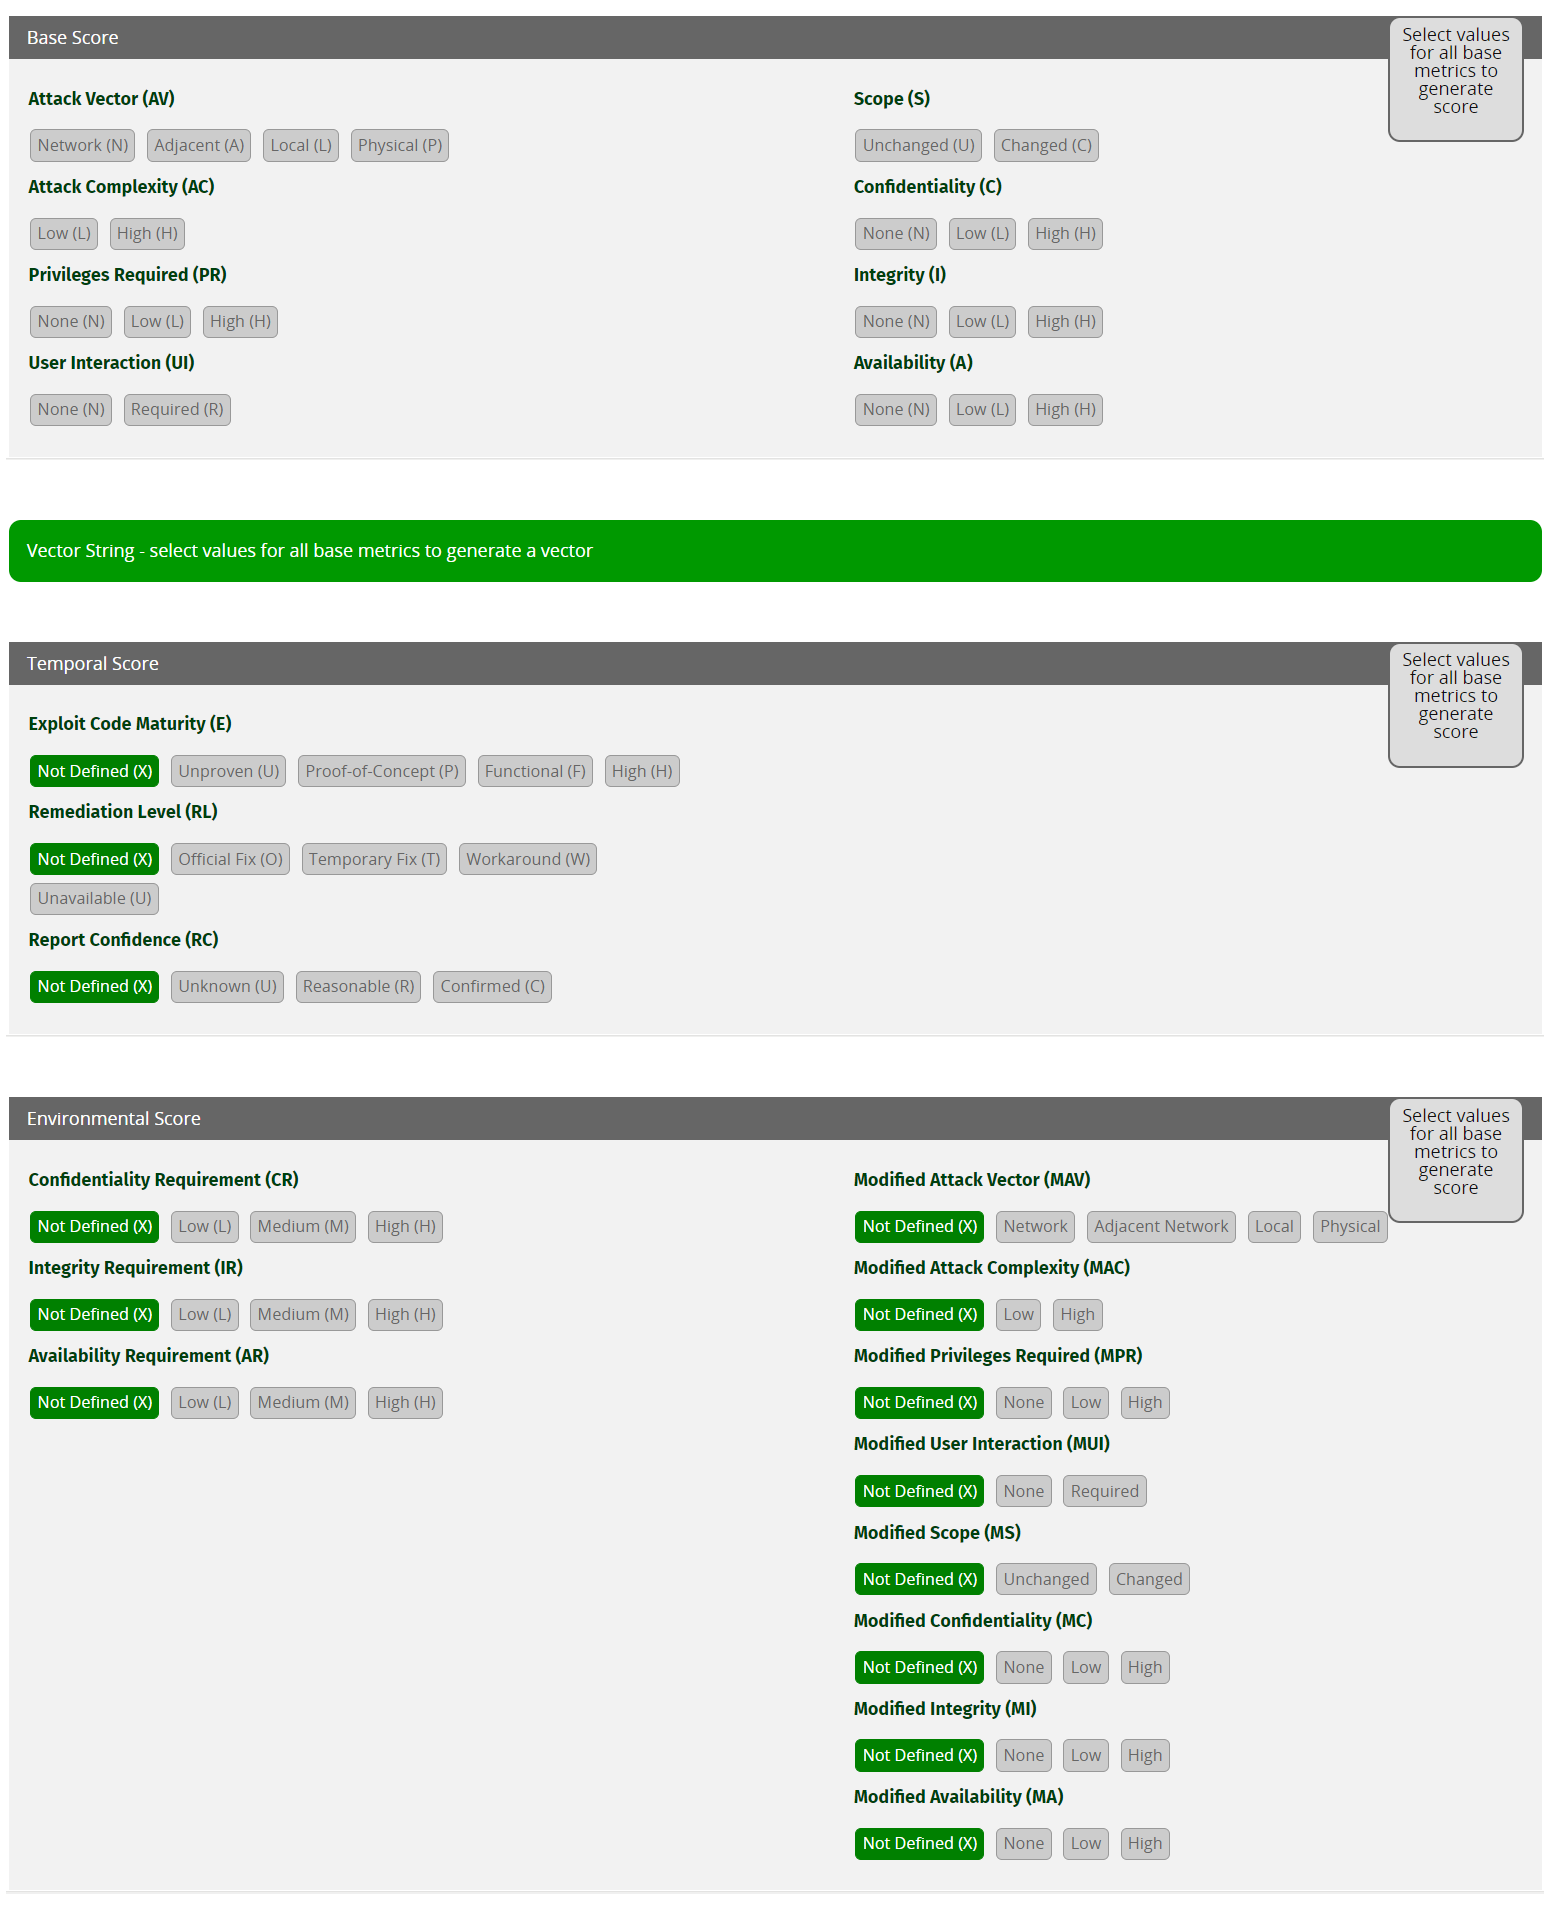 Base Score
Select values
for all base
metrics to
generate
score
Attack Vector (AV)
Network (N) Adjacent (A) Local (L) Physical (P)
Attack Complexity (AC)
Low (L) High (H)
Privileges Required (PR)
None (N) Low (L) High (H)
User Interaction (UI)
None (N) Required (R)
Scope (S)
Unchanged (U) Changed (C)
Confidentiality (C)
None (N) Low (L) High (H)
Integrity (I)
None (N) Low (L) High (H)
Availability (A)
None (N) Low (L) High (H)
Vector String - select values for all base metrics to generate a vector
Temporal Score
Select values
for all base
metrics to
generate
score
Exploit Code Maturity (E)
Not Defined (X) Unproven (U) Proof-of-Concept (P) Functional (F) High (H)
Remediation Level (RL)
Not Defined (X) Official Fix (O) Temporary Fix (T) Workaround (W)
Unavailable (U)
Report Confidence (RC)
Not Defined (X) Unknown (U) Reasonable (R) Confirmed (C)
Environmental Score
Select values
for all base
metrics to
generate
score
Confidentiality Requirement (CR)
Not Defined (X) Low (L) Medium (M) High (H)
Integrity Requirement (IR)
Not Defined (X) Low (L) Medium (M) High (H)
Availability Requirement (AR)
Not Defined (X) Low (L) Medium (M) High (H)
Modified Attack Vector (MAV)
Not Defined (X) Network Adjacent Network Local Physical
Modified Attack Complexity (MAC)
Not Defined (X) Low High
Modified Privileges Required (MPR)
Not Defined (X) None Low High
Modified User Interaction (MUI)
Not Defined (X) None Required
Modified Scope (MS)
Not Defined (X) Unchanged Changed
Modified Confidentiality (MC)
Not Defined (X) None Low High
Modified Integrity (MI)
Not Defined (X) None Low High
Modified Availability (MA)
Not Defined (X) None Low High